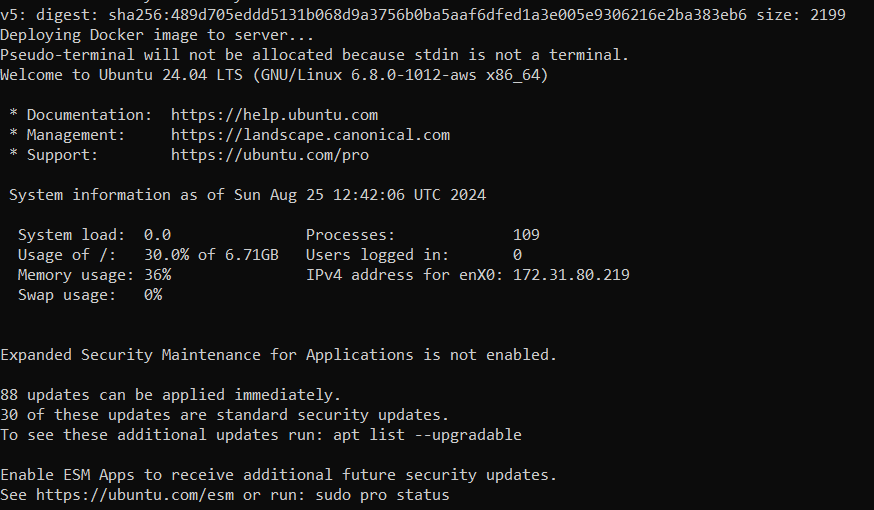 v5: digest: sha256:489d705eddd5131b068d9a3756b0ba5aaf6dfed1a3e005e9306216e2ba383eb6 size: 2199
Deploying Docker image to server...
Pseudo-terminal will not be allocated because stdin is not a terminal.
Welcome to Ubuntu 24.04 LTS (GNU/Linux 6.8.0-1012-aws x86_64)
* Documentation: https://help.ubuntu.com
* Management: https://landscape.canonical.com
* Support: https://ubuntu.com/pro
System information as of Sun Aug 25 12:42:06 UTC 2024
System load: 0.0 Processes: 109
Usage of /: 30.0% of 6.71GB Users logged in: 0
Memory usage: 36% IPv4 address for enX0: 172.31.80.219
Swap usage: 0%
Expanded Security Maintenance for Applications is not enabled.
88 updates can be applied immediately.
30 of these updates are standard security updates.
To see these additional updates run: apt list --upgradable
Enable ESM Apps to receive additional future security updates.
See https://ubuntu.com/esm or run: sudo pro status